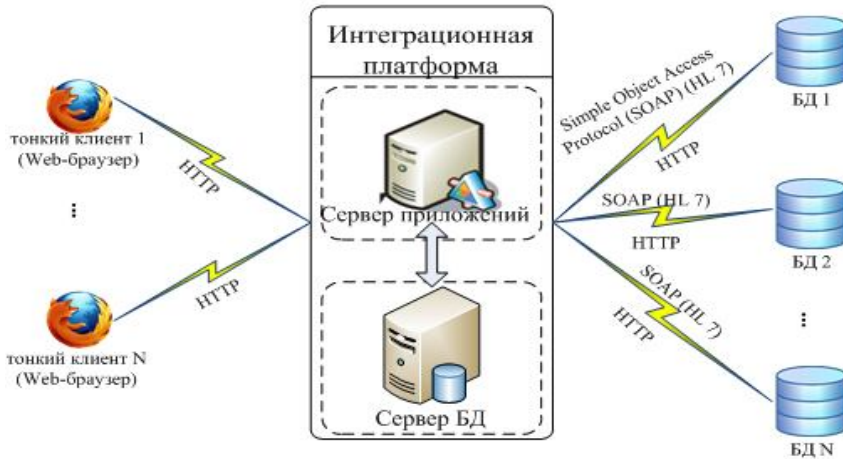 тонкий клиент 1
(Web-браузер)
...
тонкий клиент N
(Web-браузер)
HTTP
HTTP
Интеграционная
платформа
Сервер приложений
Сервер БД
Simple Object Access
Protocol (SOAP) (HL 7)
HTTP
SOAP (HL 7)
HTTP
SOAP (HL 7)
HTTP
БД 1
БД 2
...
БД N